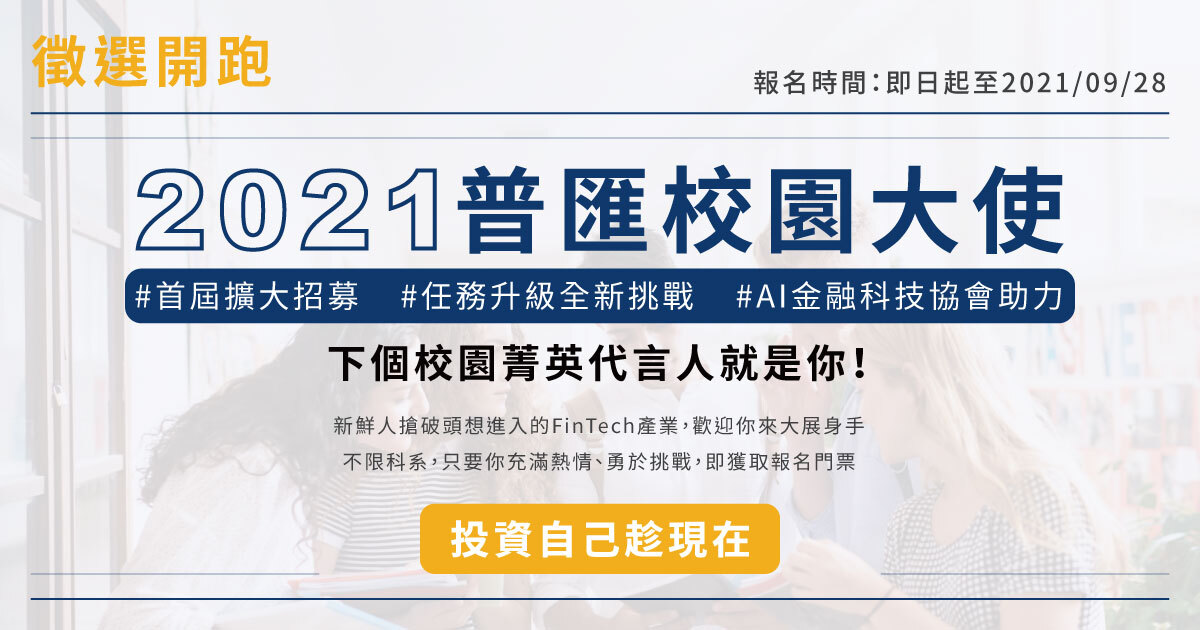 徵選開跑
報名時間：即日起至2021/09/28
2021普匯校園大使
#首屆擴大招募 #任務升級全新挑戰 #AI金融科技協會助力
下個校園菁英代言人就是你！
新鮮人搶破頭想進入的FinTech產業，歡迎你來大展身手
不限科系，只要你充滿熱情、勇於挑戰，即獲取報名門票
投資自己趁現在